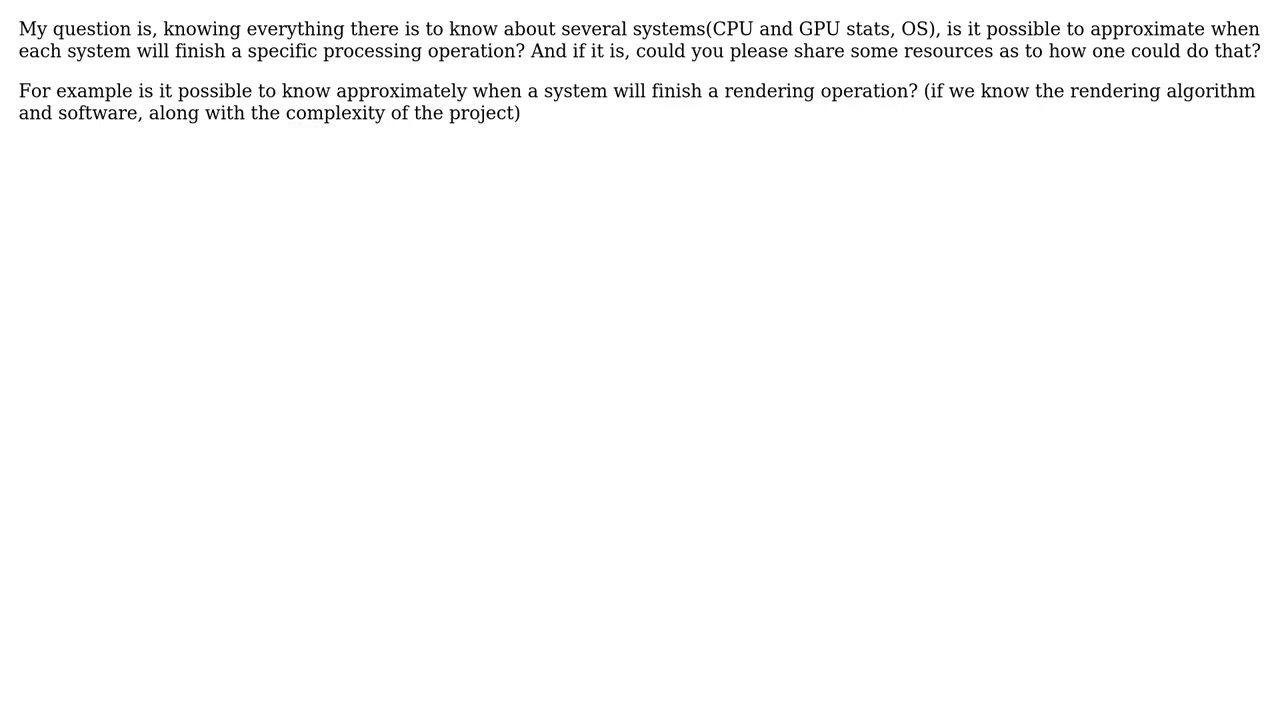 My question is, knowing everything there is to know about several systems(CPU and GPU stats, OS), is it possible to approximate when
each system will finish a specific processing operation? And if it is, could you please share some resources as to how one could do that?
For example is it possible to know approximately when a system will finish a rendering operation? (if we know the rendering algorithm
and software, along with the complexity of the project)